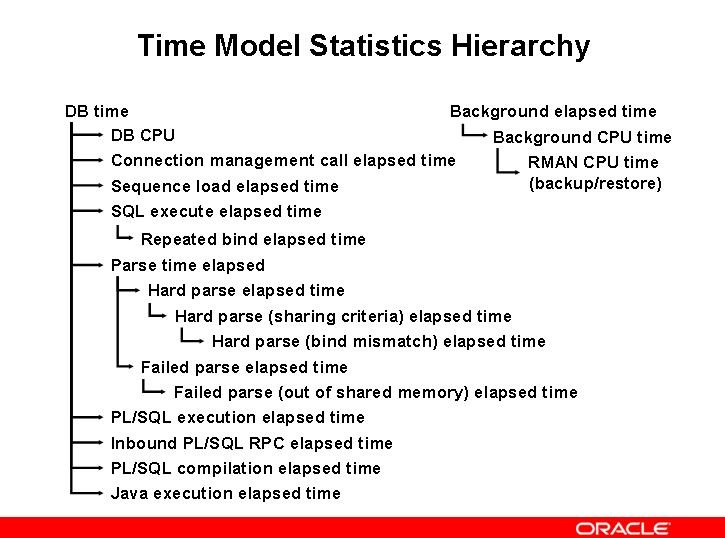 Time Model Statistics Hierarchy
DB time
DB CPU
Connection management call elapsed time
Sequence load elapsed time
SQL execute elapsed time
Repeated bind elapsed time
Parse time elapsed
Hard parse elapsed time
Hard parse (sharing criteria) elapsed time
Hard parse (bind mismatch) elapsed time
Failed parse elapsed time
Failed parse (out of shared memory) elapsed time
PL/SQL execution elapsed time
Inbound PL/SQL RPC elapsed time
PL/SQL compilation elapsed time
Java execution elapsed time
Background elapsed time
Background CPU time
RMAN CPU time
(backup/restore)
ORACLE